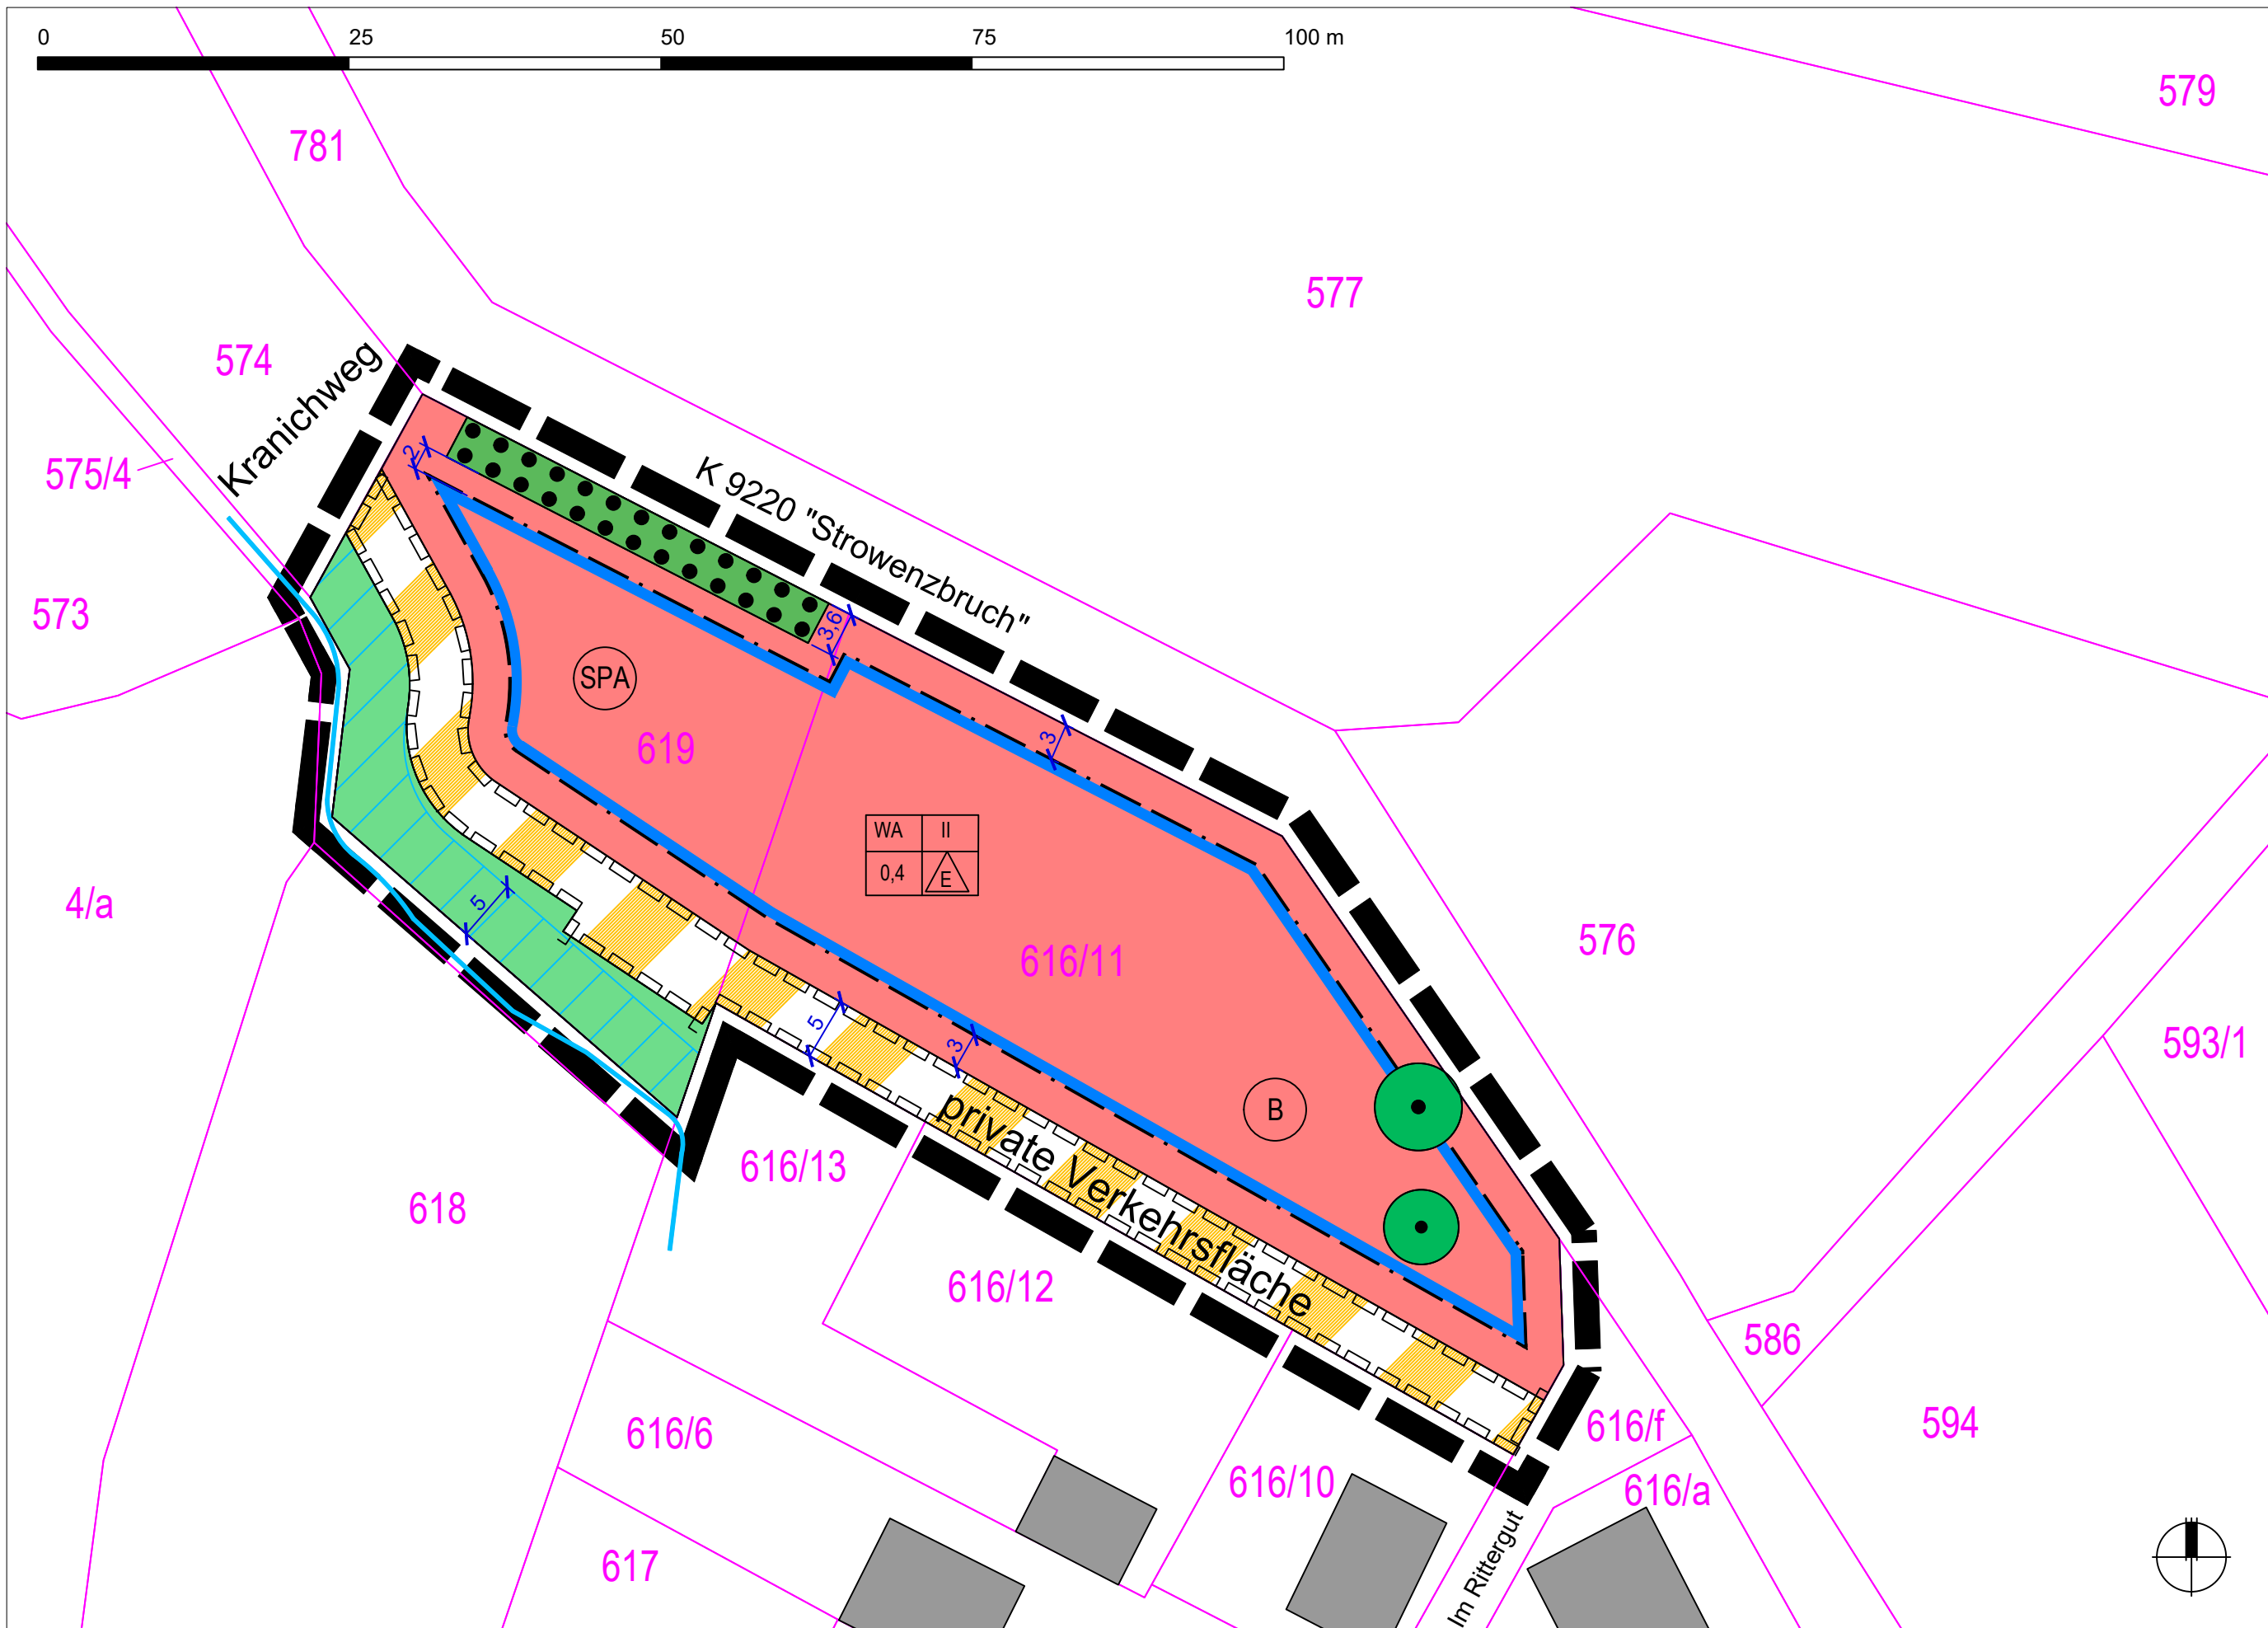 0 25 50 75 100 m
579
781
577
574
Kranichweg
575/4
2
K 9220 "Strowenzbruch"
573
3,6
SPA
619
3
WA II
0,4 E
4/a
5
616/11
576
593/1
5
3
B
private Verkehrsfläche
616/13
618
616/12
586
616/6
616/f
594
616/10
616/a
617
Im Rittergut